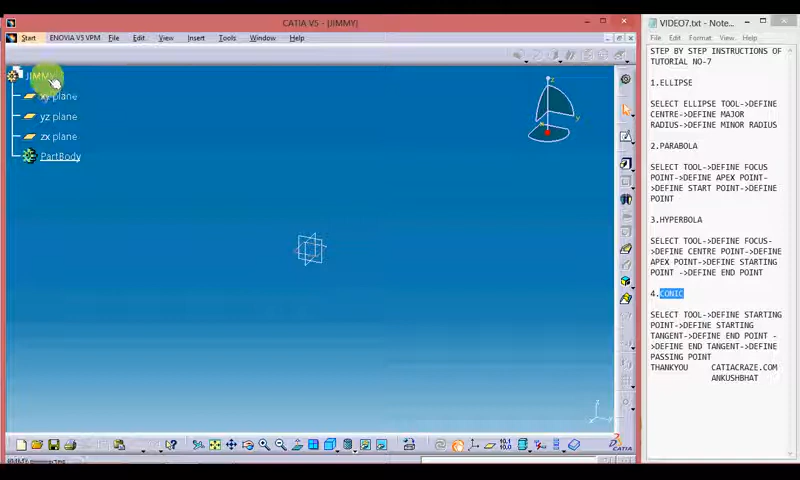 CATIA V5 - [JIMMY]
Start ENOVIA V5 VPM File Edit View Insert Tools Window Help
JIMMY
xy plane
yz plane
zx plane
PartBody
z
y
x
VIDEO7.txt - Note...
File Edit Format View Help
STEP BY STEP INSTRUCTIONS OF
TUTORIAL NO-7
1.ELLIPSE
SELECT ELLIPSE TOOL->DEFINE
CENTRE->DEFINE MAJOR
RADIUS->DEFINE MINOR RADIUS
2.PARABOLA
SELECT TOOL->DEFINE FOCUS
POINT->DEFINE APEX POINT-
>DEFINE START POINT->DEFINE
POINT
3.HYPERBOLA
SELECT TOOL->DEFINE FOCUS-
>DEFINE CENTRE POINT->DEFINE
APEX POINT->DEFINE STARTING
POINT ->DEFINE END POINT
4.CONIC
SELECT TOOL->DEFINE STARTING
POINT->DEFINE STARTING
TANGENT->DEFINE END POINT -
>DEFINE END TANGENT->DEFINE
PASSING POINT
THANKYOU CATIACRAZE.COM
ANKUSHBHAT
CATIA